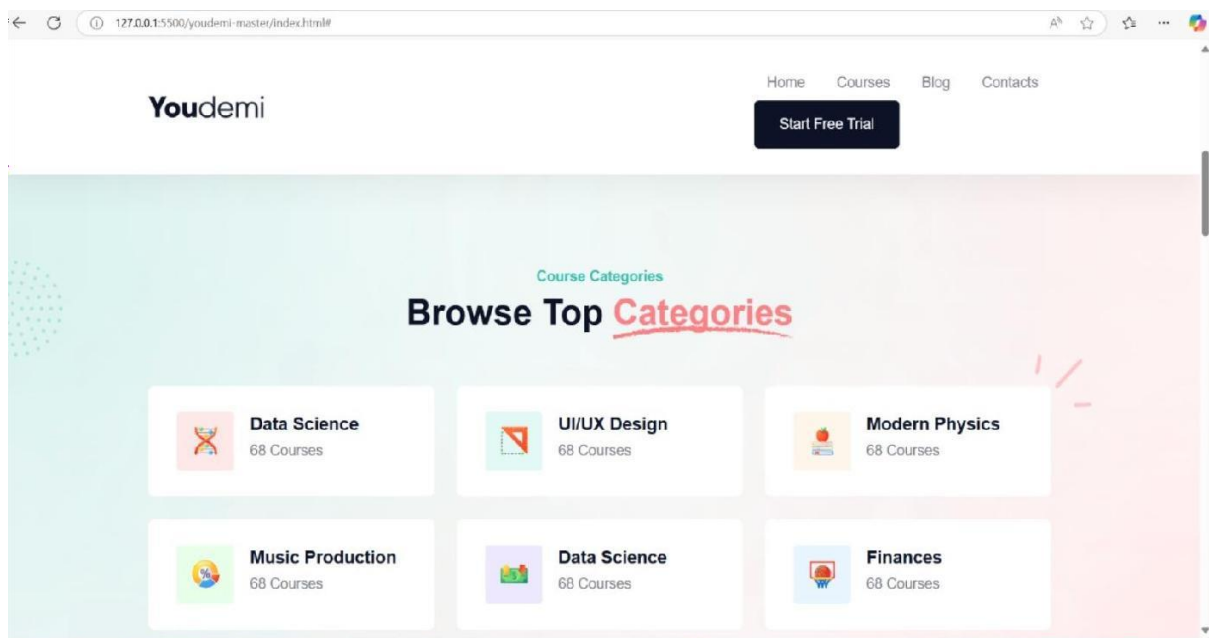 127.0.0.1:5500/youdemi-master/index.html#
Youdemi
Home Courses Blog Contacts
Start Free Trial
Course Categories
Browse Top Categories
Data Science
68 Courses
UI/UX Design
68 Courses
Modern Physics
68 Courses
Music Production
68 Courses
Data Science
68 Courses
Finances
68 Courses